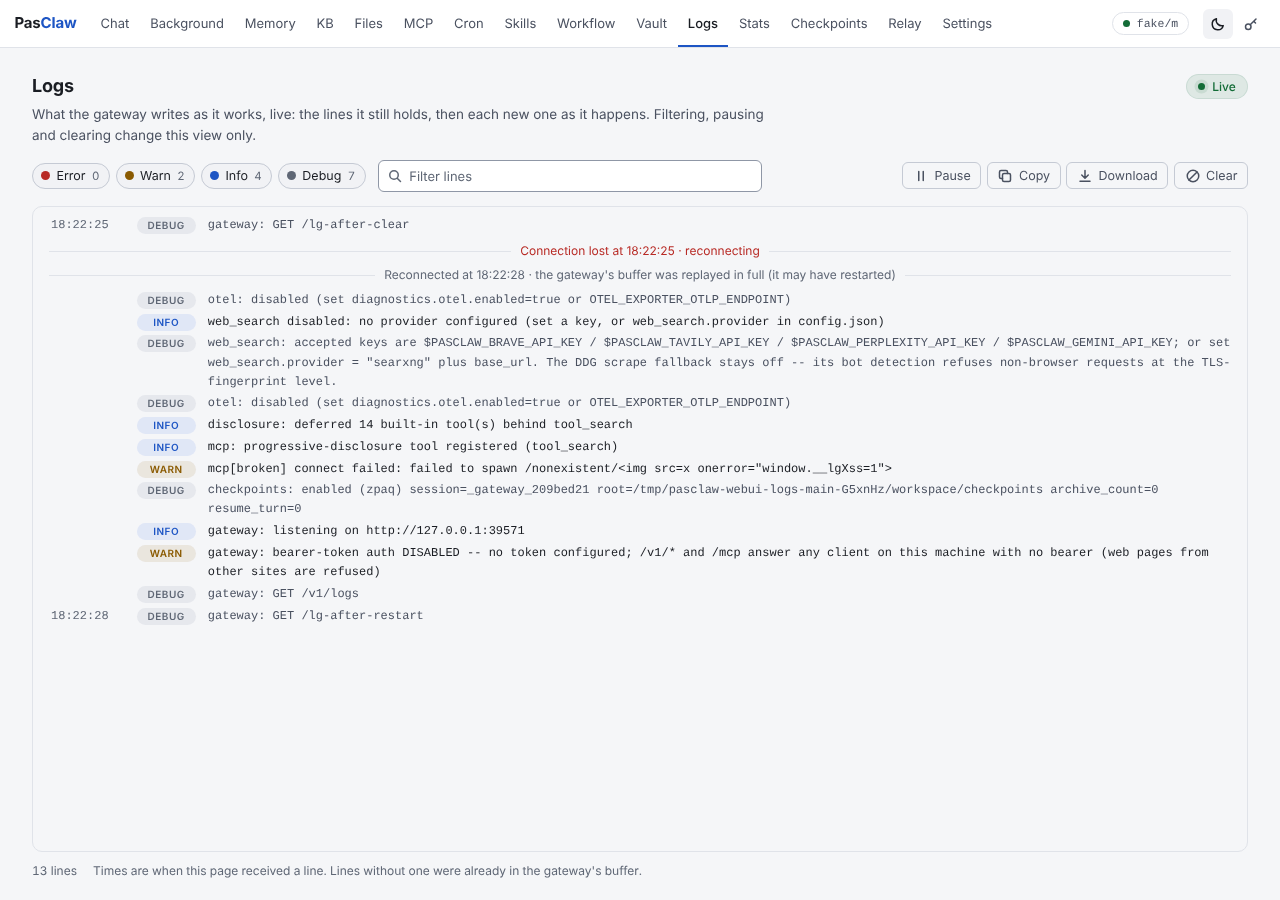 PasClaw Chat Background Memory KB Files MCP Cron Skills Workflow Vault Logs Stats Checkpoints Relay Settings fake/m
Logs
Live
What the gateway writes as it works, live: the lines it still holds, then each new one as it happens. Filtering, pausing
and clearing change this view only.
Error 0 Warn 2 Info 4 Debug 7 Filter lines Pause Copy Download Clear
18:22:25 DEBUG gateway: GET /lg-after-clear
Connection lost at 18:22:25 · reconnecting
Reconnected at 18:22:28 · the gateway's buffer was replayed in full (it may have restarted)
DEBUG otel: disabled (set diagnostics.otel.enabled=true or OTEL_EXPORTER_OTLP_ENDPOINT)
INFO web_search disabled: no provider configured (set a key, or web_search.provider in config.json)
DEBUG web_search: accepted keys are $PASCLAW_BRAVE_API_KEY / $PASCLAW_TAVILY_API_KEY / $PASCLAW_PERPLEXITY_API_KEY / $PASCLAW_GEMINI_API_KEY; or set
web_search.provider = "searxng" plus base_url. The DDG scrape fallback stays off -- its bot detection refuses non-browser requests at the TLS-
fingerprint level.
DEBUG otel: disabled (set diagnostics.otel.enabled=true or OTEL_EXPORTER_OTLP_ENDPOINT)
INFO disclosure: deferred 14 built-in tool(s) behind tool_search
INFO mcp: progressive-disclosure tool registered (tool_search)
WARN mcp[broken] connect failed: failed to spawn /nonexistent/<img src=x onerror="window.__lgXss=1">
DEBUG checkpoints: enabled (zpaq) session=_gateway_209bed21 root=/tmp/pasclaw-webui-logs-main-G5xnHz/workspace/checkpoints archive_count=0
resume_turn=0
INFO gateway: listening on http://127.0.0.1:39571
WARN gateway: bearer-token auth DISABLED -- no token configured; /v1/* and /mcp answer any client on this machine with no bearer (web pages from
other sites are refused)
DEBUG gateway: GET /v1/logs
18:22:28 DEBUG gateway: GET /lg-after-restart
13 lines Times are when this page received a line. Lines without one were already in the gateway's buffer.